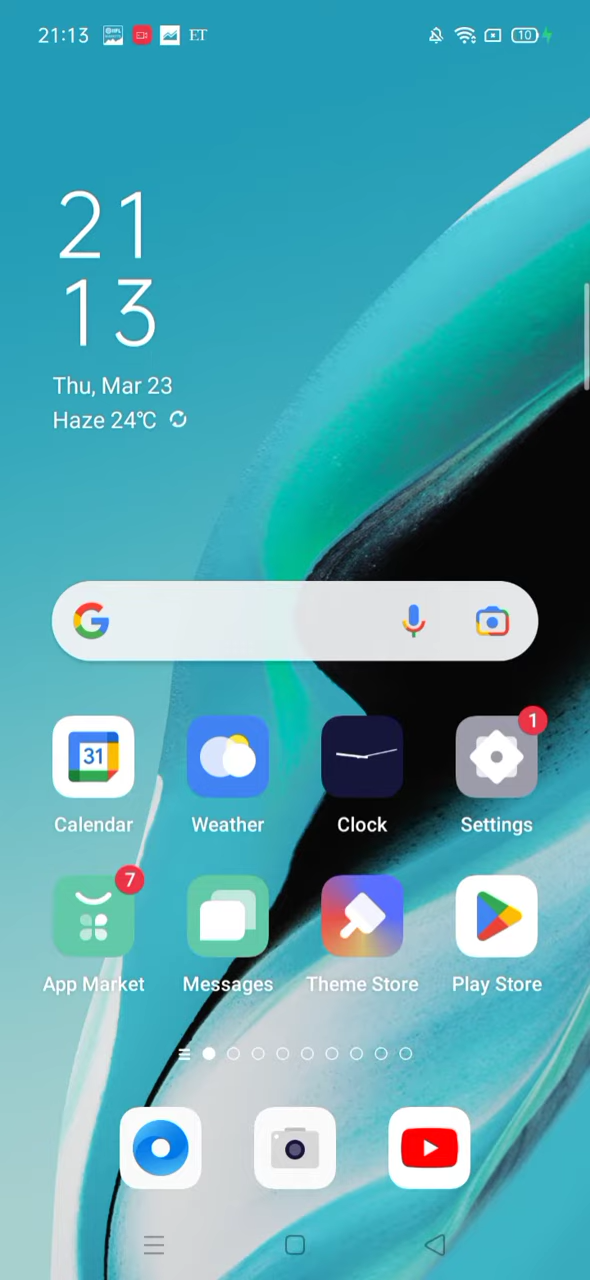 21:13 ET 10
21
13
Thu, Mar 23
Haze 24℃
31
1
Calendar Weather Clock Settings
7
App Market Messages Theme Store Play Store